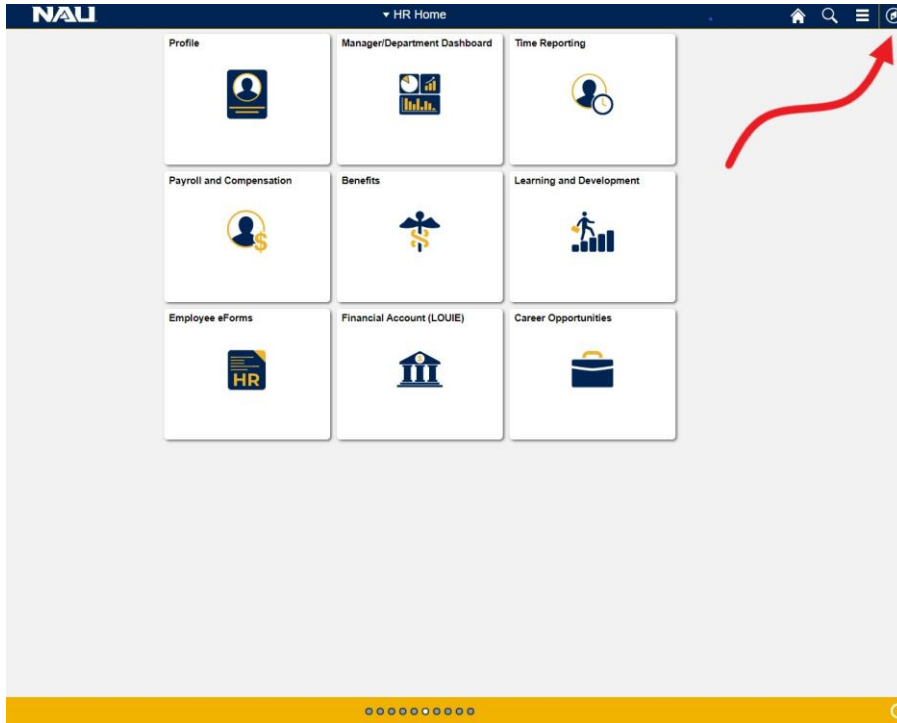 NAU
HR Home
Profile
Manager/Department Dashboard
Time Reporting
Payroll and Compensation
Benefits
Learning and Development
Employee eForms
Financial Account (LOUIE)
Career Opportunities
HR
$